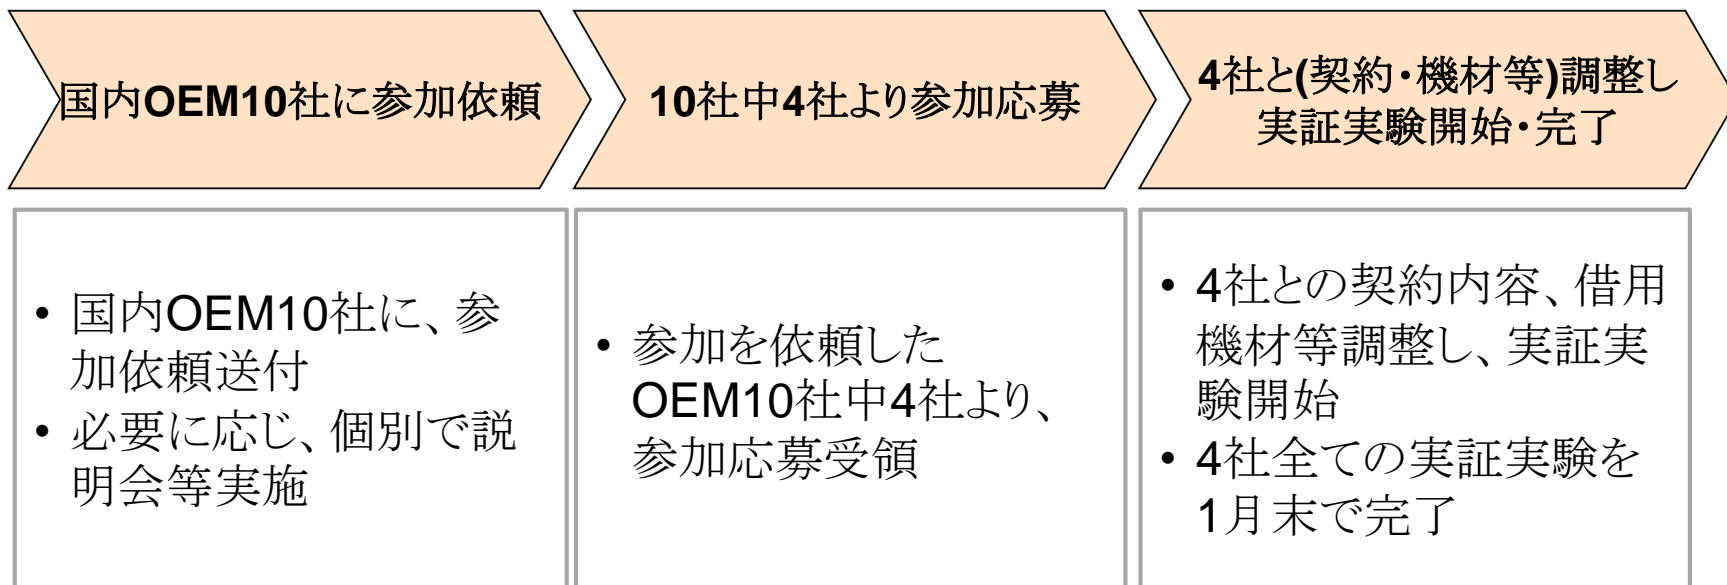 国内OEM10社に参加依頼
10社中4社より参加応募
4社と(契約・機材等)調整し
実証実験開始・完了
• 国内OEM10社に、参
加依頼送付
• 必要に応じ、個別で説
明会等実施
• 参加を依頼した
OEM10社中4社より、
参加応募受領
• 4社との契約内容、借用
機材等調整し、実証実
験開始
• 4社全ての実証実験を
1月末で完了